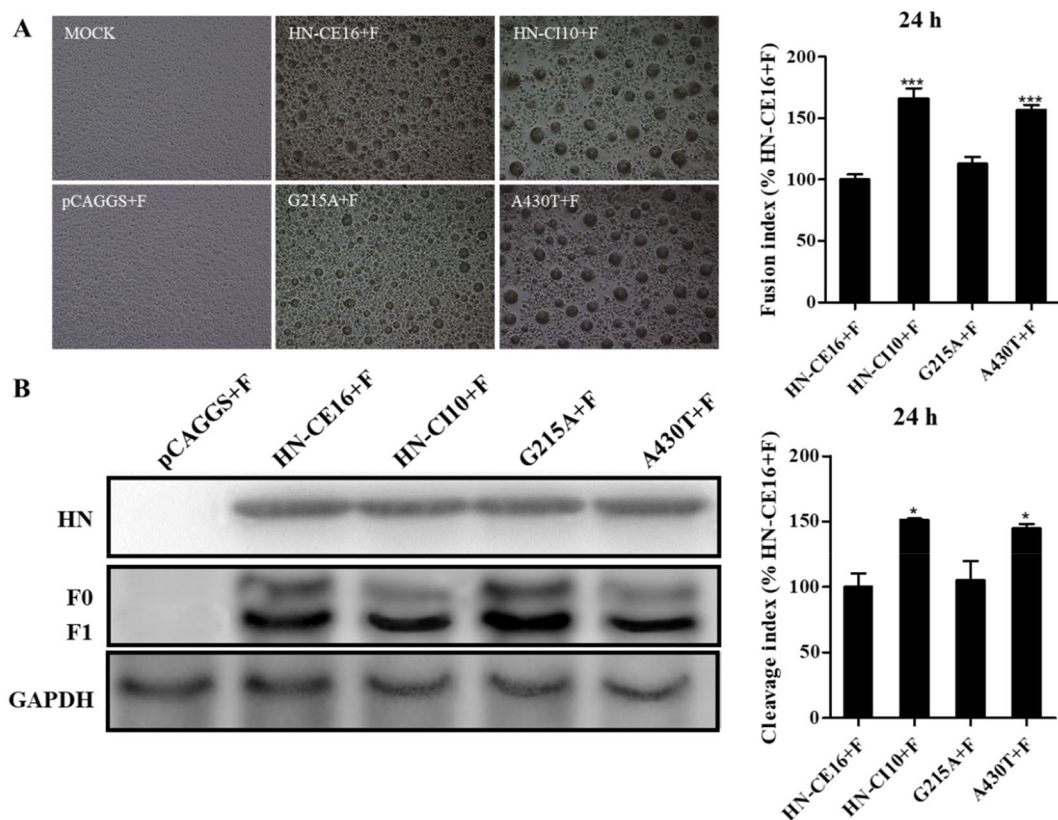 A
MOCK
HN-CE16+F
HN-CI10+F
pCAGGS+F
G215A+F
A430T+F
24 h
Fusion index (% HN-CE16+F)
200
150
100
50
0
***
***
HN-CE16+F
HN-CI10+F
G215A+F
A430T+F
B
pCAGGS+F
HN-CE16+F
HN-CI10+F
G215A+F
A430T+F
HN
F0
F1
GAPDH
24 h
Cleavage index (% HN-CE16+F)
200
150
100
50
0
*
*
HN-CE16+F
HN-CI10+F
G215A+F
A430T+F